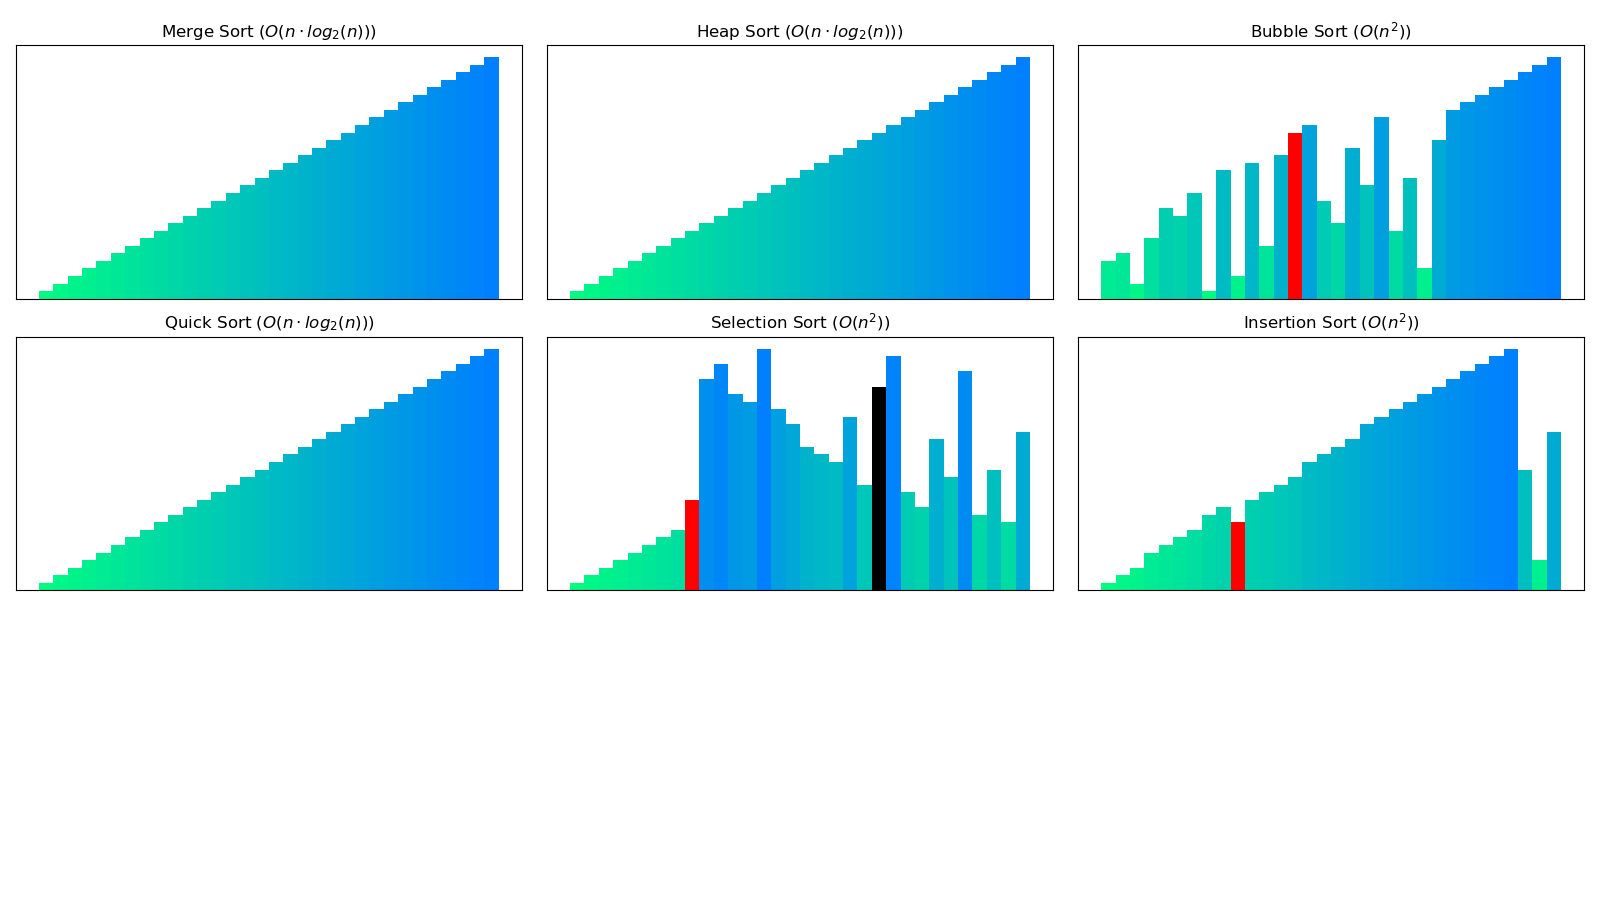 Merge Sort (O(n · log₂(n)))
Heap Sort (O(n · log₂(n)))
Bubble Sort (O(n²))
Quick Sort (O(n · log₂(n)))
Selection Sort (O(n²))
Insertion Sort (O(n²))